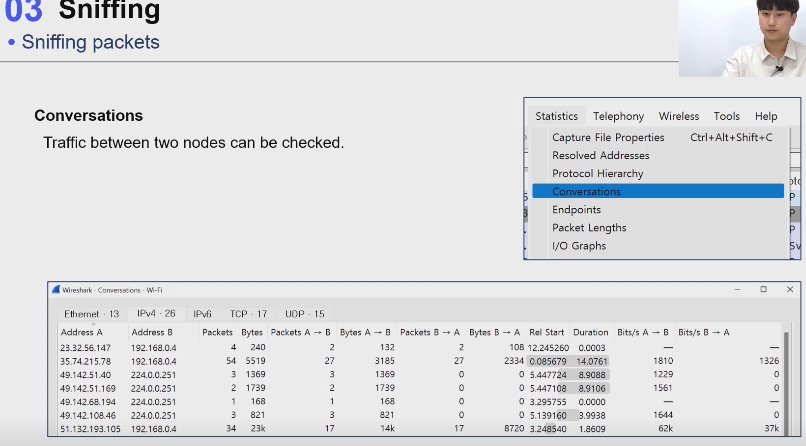 03 Sniffing
• Sniffing packets
Conversations
Traffic between two nodes can be checked.
Statistics Telephony Wireless Tools Help
Capture File Properties Ctrl+Alt+Shift+C
Resolved Addresses
Protocol Hierarchy
Conversations
Endpoints
Packet Lengths
I/O Graphs
Wireshark · Conversations · Wi-Fi
Ethernet · 13 IPv4 · 26 IPv6 TCP · 17 UDP · 15
Address A Address B Packets Bytes Packets A → B Bytes A → B Packets B → A Bytes B → A Rel Start Duration Bits/s A → B Bits/s B → A
23.32.56.147 192.168.0.4 4 240 2 132 2 108 12.245260 0.0003 — —
35.74.215.78 192.168.0.4 54 5519 27 3185 27 2334 0.085679 14.0761 1810 1326
49.142.51.40 224.0.0.251 3 1369 3 1369 0 0 5.447724 8.9088 1229 0
49.142.51.169 224.0.0.251 2 1739 2 1739 0 0 5.447108 8.9106 1561 0
49.142.68.194 224.0.0.251 1 168 1 168 0 0 3.295755 0.0000 — —
49.142.108.46 224.0.0.251 3 821 3 821 0 0 5.139160 3.9938 1644 0
51.132.193.105 192.168.0.4 34 23k 17 14k 17 8720 3.248540 1.8609 62k 37k